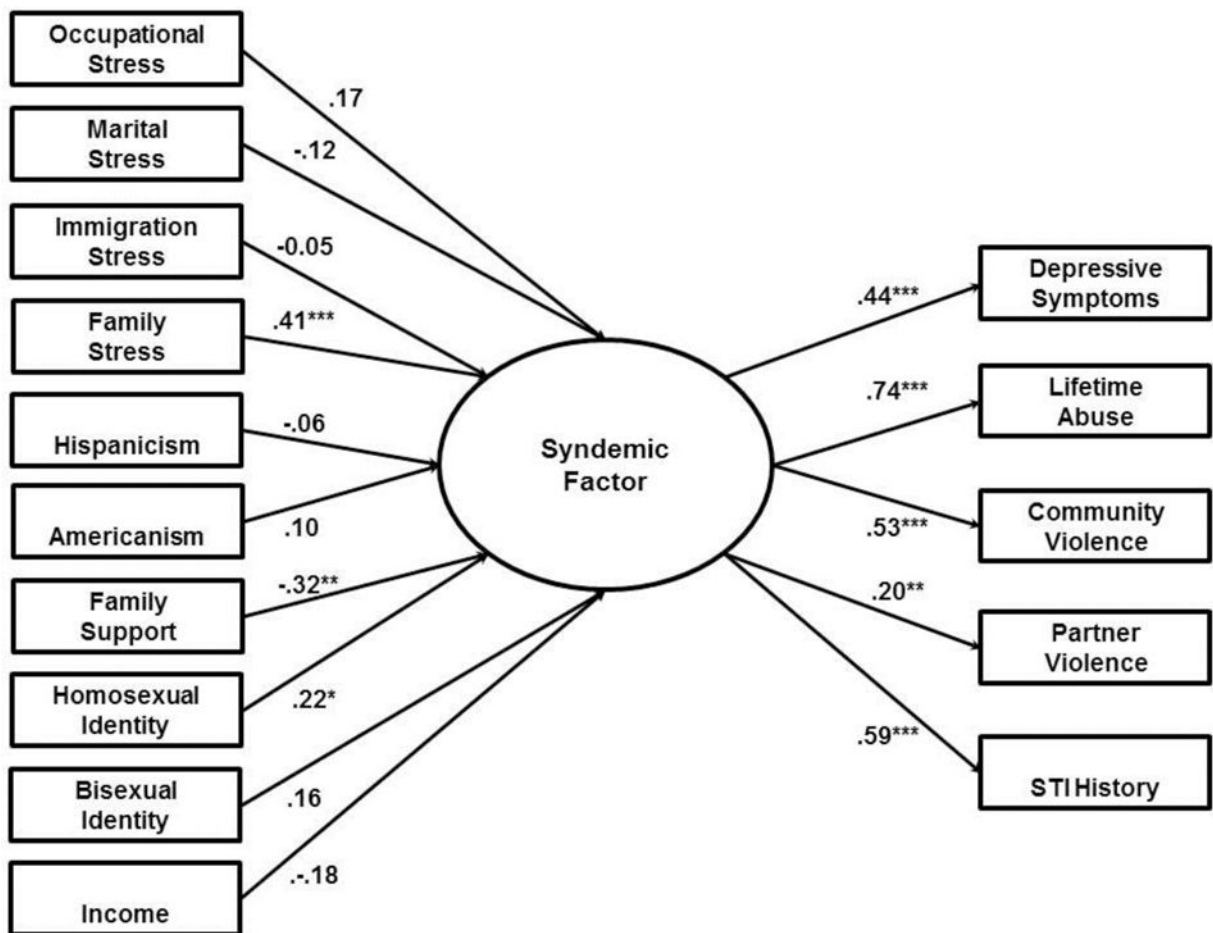 Occupational
Stress
.17
Marital
Stress
-.12
Immigration
Stress
-0.05
Family
Stress
.41***
Hispanicism
-.06
Americanism
.10
Family
Support
-.32**
Homosexual
Identity
.22*
Bisexual
Identity
.16
Income
.-.18
Syndemic
Factor
.44***
Depressive
Symptoms
.74***
Lifetime
Abuse
.53***
Community
Violence
.20**
Partner
Violence
.59***
STI History